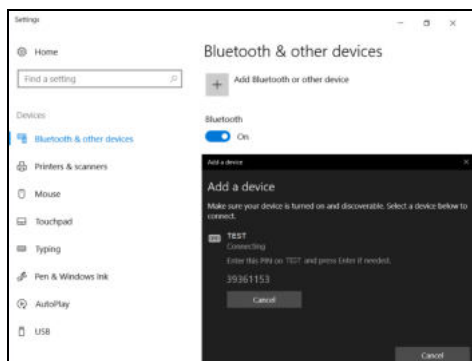 Settings
Home
Find a setting
Devices
Bluetooth & other devices
Printers & scanners
Mouse
Touchpad
Typing
Pen & Windows Ink
AutoPlay
USB
Bluetooth & other devices
Add Bluetooth or other device
Bluetooth
On
Add a device
Add a device
Make sure your device is turned on and discoverable. Select a device below to
connect.
TEST
Connecting
Enter this PIN on TEST and press Enter if needed.
39361153
Cancel
Cancel